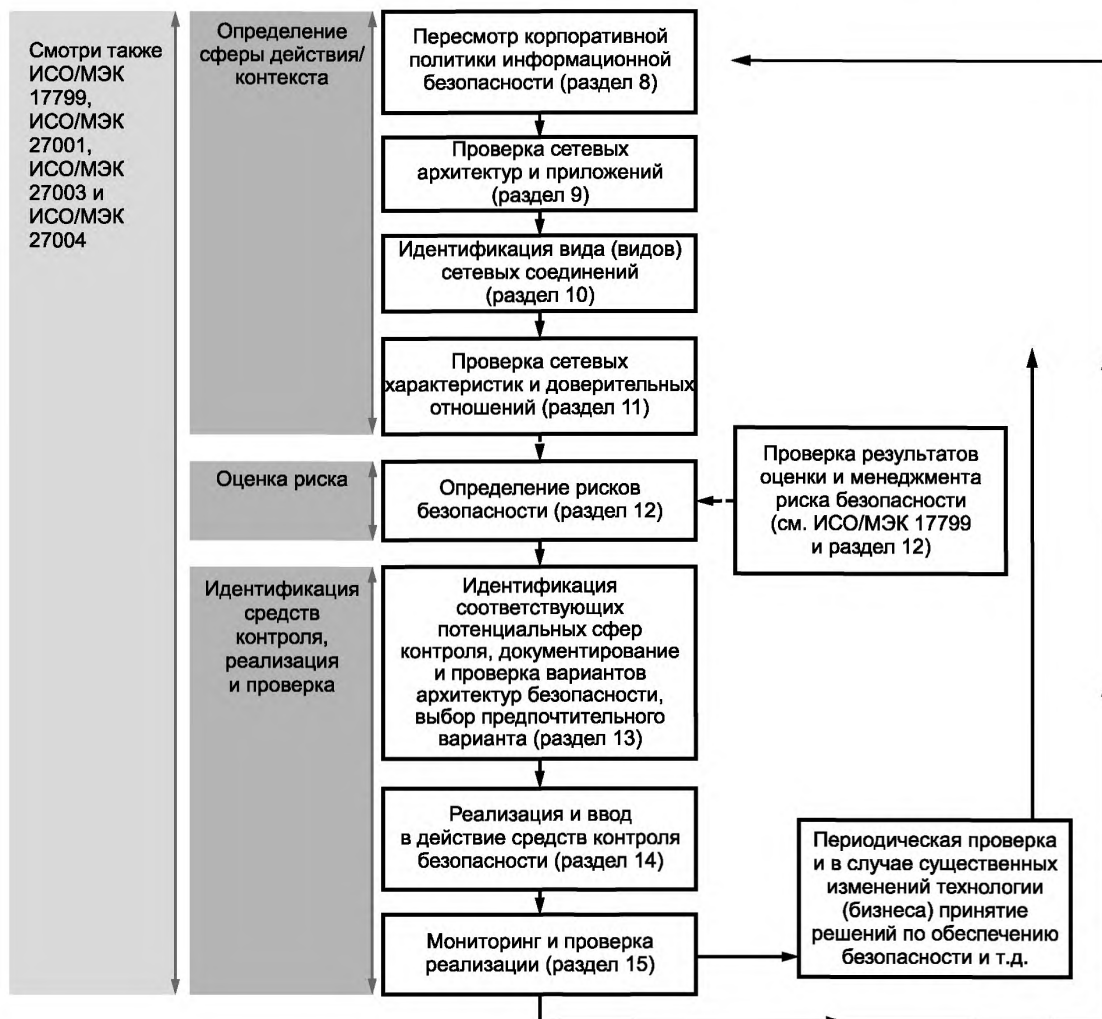 Смотри также
ИСО/МЭК
17799,
ИСО/МЭК
27001,
ИСО/МЭК
27003 и
ИСО/МЭК
27004
Определение
сферы действия/
контекста
Пересмотр корпоративной
политики информационной
безопасности (раздел 8)
Проверка сетевых
архитектур и приложений
(раздел 9)
Идентификация вида (видов)
сетевых соединений
(раздел 10)
Проверка сетевых
характеристик и доверительных
отношений (раздел 11)
Оценка риска
Определение рисков
безопасности (раздел 12)
Проверка результатов
оценки и менеджмента
риска безопасности
(см. ИСО/МЭК 17799
и раздел 12)
Идентификация
средств
контроля,
реализация
и проверка
Идентификация
соответствующих
потенциальных сфер
контроля, документирование
и проверка вариантов
архитектур безопасности,
выбор предпочтительного
варианта (раздел 13)
Реализация и ввод
в действие средств контроля
безопасности (раздел 14)
Мониторинг и проверка
реализации (раздел 15)
Периодическая проверка
и в случае существенных
изменений технологии
(бизнеса) принятие
решений по обеспечению
безопасности и т.д.